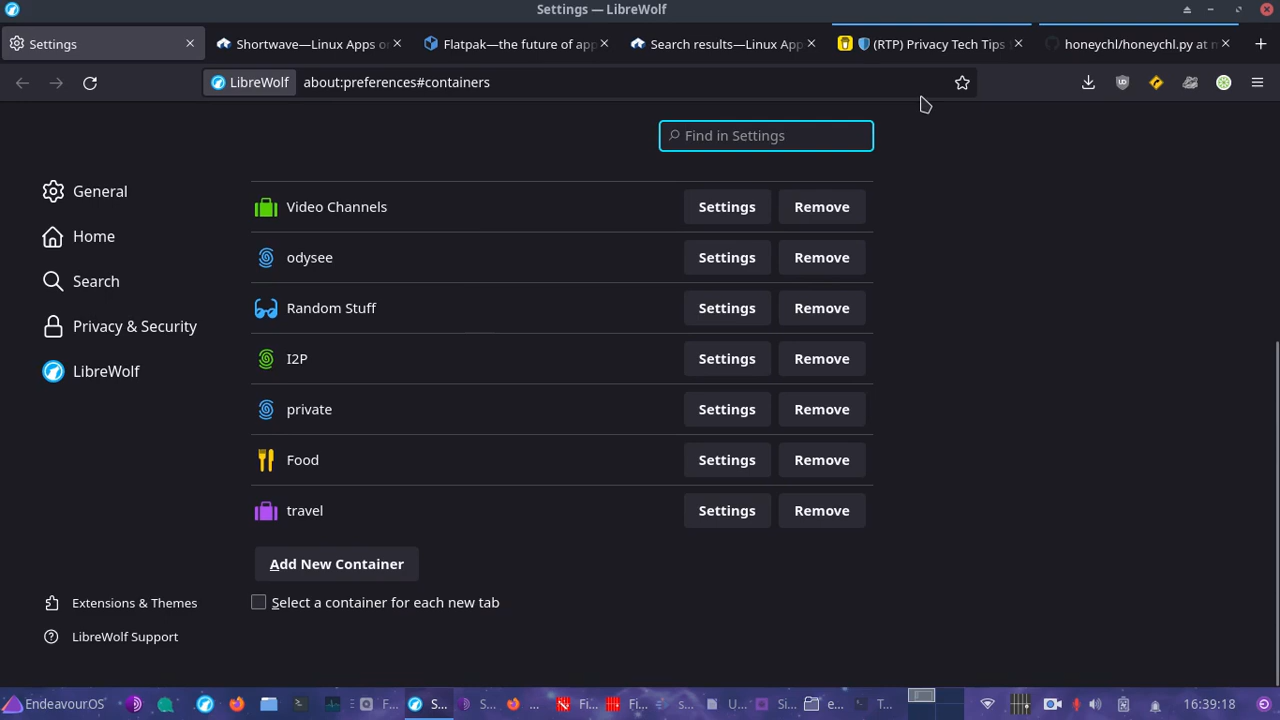 Settings — LibreWolf
Settings
Shortwave—Linux Apps o
Flatpak—the future of ap
Search results—Linux App
(RTP) Privacy Tech Tips
honeychl/honeychl.py at
LibreWolf
about:preferences#containers
Find in Settings
General
Home
Search
Privacy & Security
LibreWolf
Extensions & Themes
LibreWolf Support
Video Channels Settings Remove
odysee Settings Remove
Random Stuff Settings Remove
I2P Settings Remove
private Settings Remove
Food Settings Remove
travel Settings Remove
Add New Container
Select a container for each new tab
EndeavourOS
F...
S...
S...
...
Fi...
Fi...
s...
U...
Si...
e...
T...
16:39:18